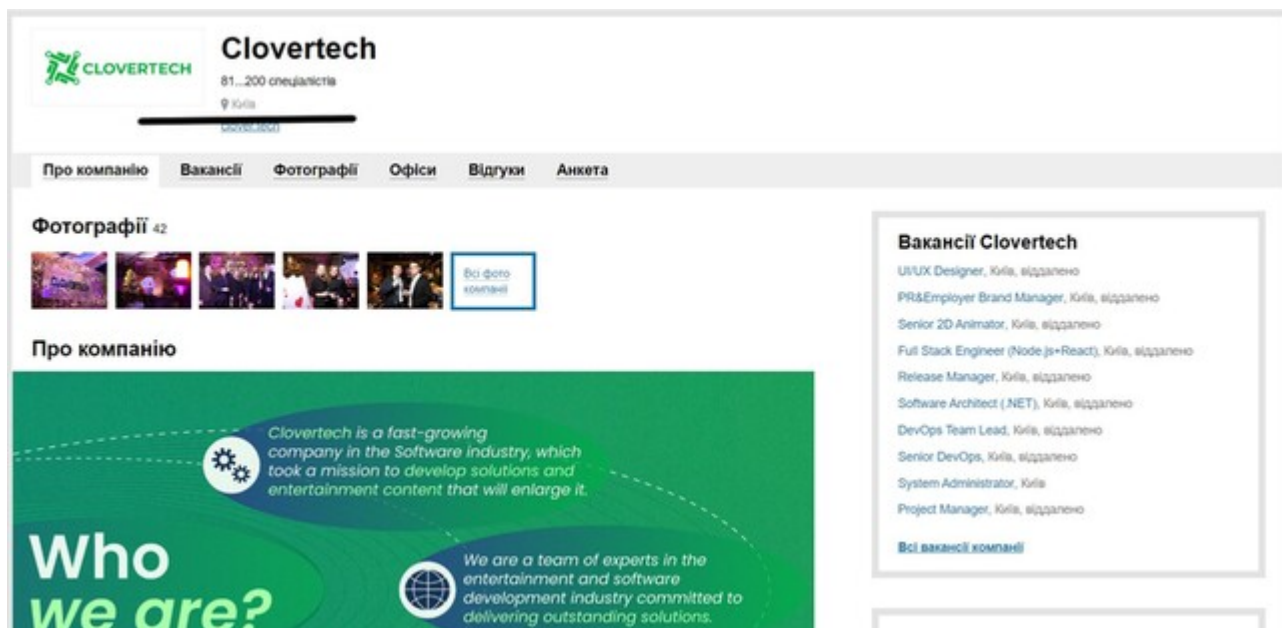 CLOVERTECH
Clovertech
81...200 спеціалістів
Київ
clover.tech
Про компанію Вакансії Фотографії Офіси Відгуки Анкета
Фотографії 42
Всі фото
компанії
Про компанію
Clovertech is a fast-growing
company in the Software industry, which
took a mission to develop solutions and
entertainment content that will enlarge it.
Who
we are?
We are a team of experts in the
entertainment and software
development industry committed to
delivering outstanding solutions.
Вакансії Clovertech
UI/UX Designer, Київ, віддалено
PR&Employer Brand Manager, Київ, віддалено
Senior 2D Animator, Київ, віддалено
Full Stack Engineer (Node.js+React), Київ, віддалено
Release Manager, Київ, віддалено
Software Architect (.NET), Київ, віддалено
DevOps Team Lead, Київ, віддалено
Senior DevOps, Київ, віддалено
System Administrator, Київ
Project Manager, Київ, віддалено
Всі вакансії компанії